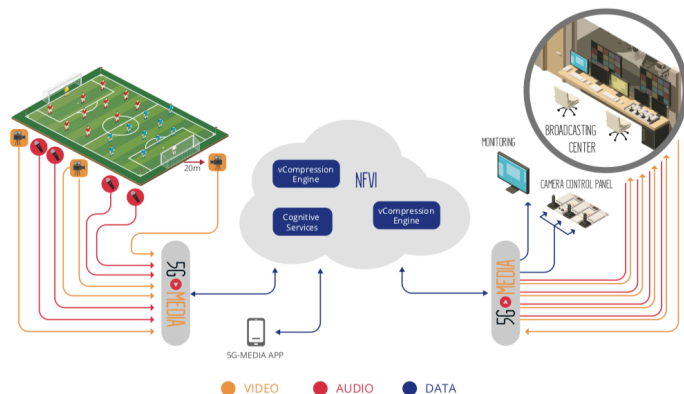 20m
5G MEDIA
vCompression
Engine
NFVI
Cognitive
Services
vCompression
Engine
5G-MEDIA APP
5G MEDIA
MONITORING
CAMERA CONTROL PANEL
BROADCASTING
CENTER
VIDEO
AUDIO
DATA